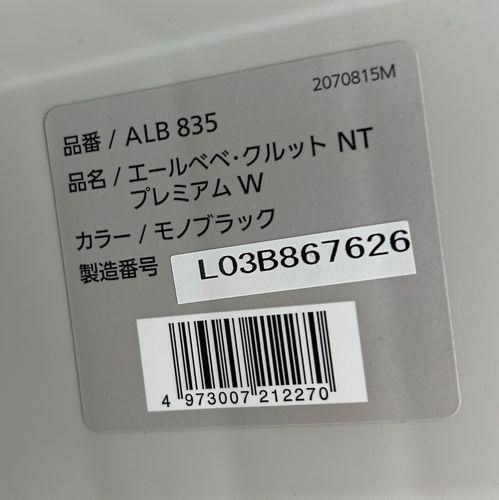 2070815M
品番 / ALB 835
品名 / エールベベ・クルット NT
プレミアム W
カラー / モノブラック
製造番号 L03B867626
4 973007 212270